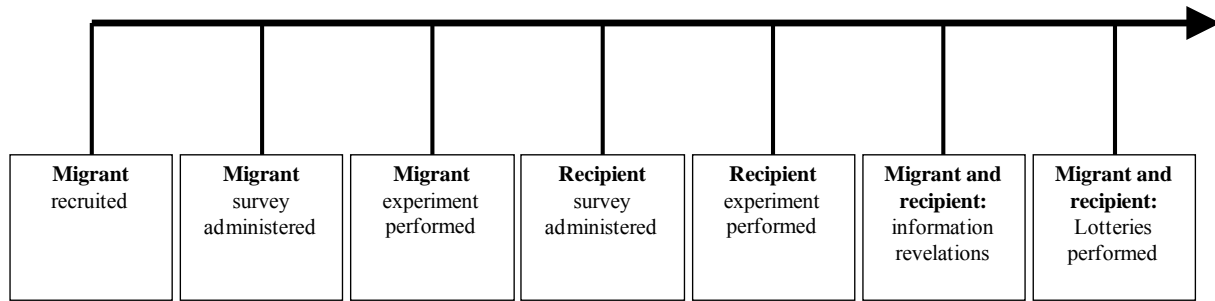 Migrant
recruited
Migrant
survey
administered
Migrant
experiment
performed
Recipient
survey
administered
Recipient
experiment
performed
Migrant and
recipient:
information
revelations
Migrant and
recipient:
Lotteries
performed